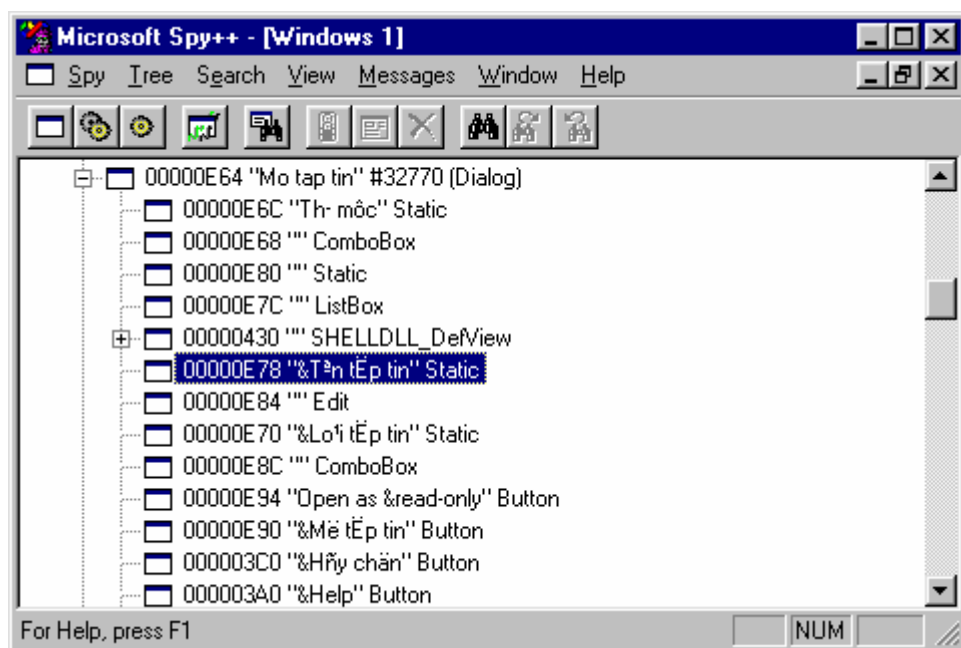 Microsoft Spy++ - [Windows 1]
Spy Tree Search View Messages Window Help
00000E64 "Mo tap tin" #32770 (Dialog)
00000E6C "Th­ môc" Static
00000E68 "" ComboBox
00000E80 "" Static
00000E7C "" ListBox
00000430 "" SHELLDLL_DefView
00000E78 "&Tªn tËp tin" Static
00000E84 "" Edit
00000E70 "&Lo¹i tËp tin" Static
00000E8C "" ComboBox
00000E94 "Open as &read-only" Button
00000E90 "&Më tËp tin" Button
000003C0 "&Hñy chän" Button
000003A0 "&Help" Button
For Help, press F1
NUM